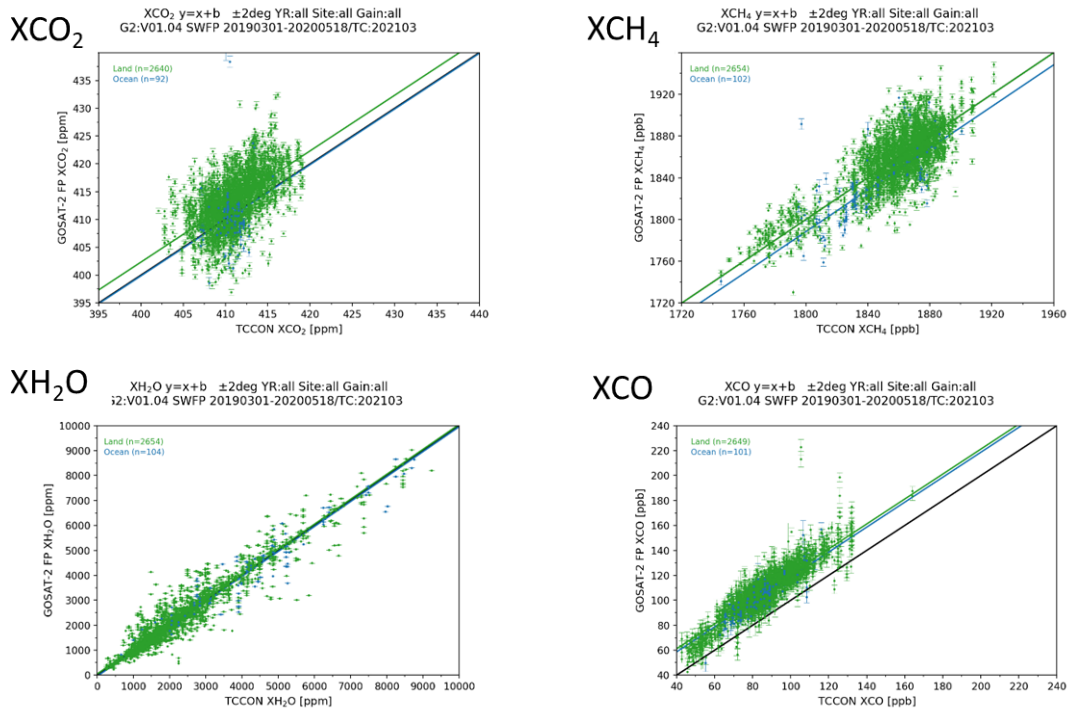 XCO₂
XCO₂ y=x+b ±2deg YR:all Site:all Gain:all
G2:V01.04 SWFP 20190301-20200518/TC:202103
Land (n=2640)
Ocean (n=92)
GOSAT-2 FP XCO₂ [ppm]
435
430
425
420
415
410
405
400
395
395 400 405 410 415 420 425 430 435 440
TCCON XCO₂ [ppm]
XCH₄
XCH₄ y=x+b ±2deg YR:all Site:all Gain:all
G2:V01.04 SWFP 20190301-20200518/TC:202103
Land (n=2654)
Ocean (n=102)
GOSAT-2 FP XCH₄ [ppb]
1920
1880
1840
1800
1760
1720
1720 1760 1800 1840 1880 1920 1960
TCCON XCH₄ [ppb]
XH₂O
XH₂O y=x+b ±2deg YR:all Site:all Gain:all
G2:V01.04 SWFP 20190301-20200518/TC:202103
Land (n=2654)
Ocean (n=104)
GOSAT-2 FP XH₂O [ppm]
10000
9000
8000
7000
6000
5000
4000
3000
2000
1000
0
0 1000 2000 3000 4000 5000 6000 7000 8000 9000 10000
TCCON XH₂O [ppm]
XCO
XCO y=x+b ±2deg YR:all Site:all Gain:all
G2:V01.04 SWFP 20190301-20200518/TC:202103
Land (n=2649)
Ocean (n=101)
GOSAT-2 FP XCO [ppb]
240
220
200
180
160
140
120
100
80
60
40
40 60 80 100 120 140 160 180 200 220 240
TCCON XCO [ppb]